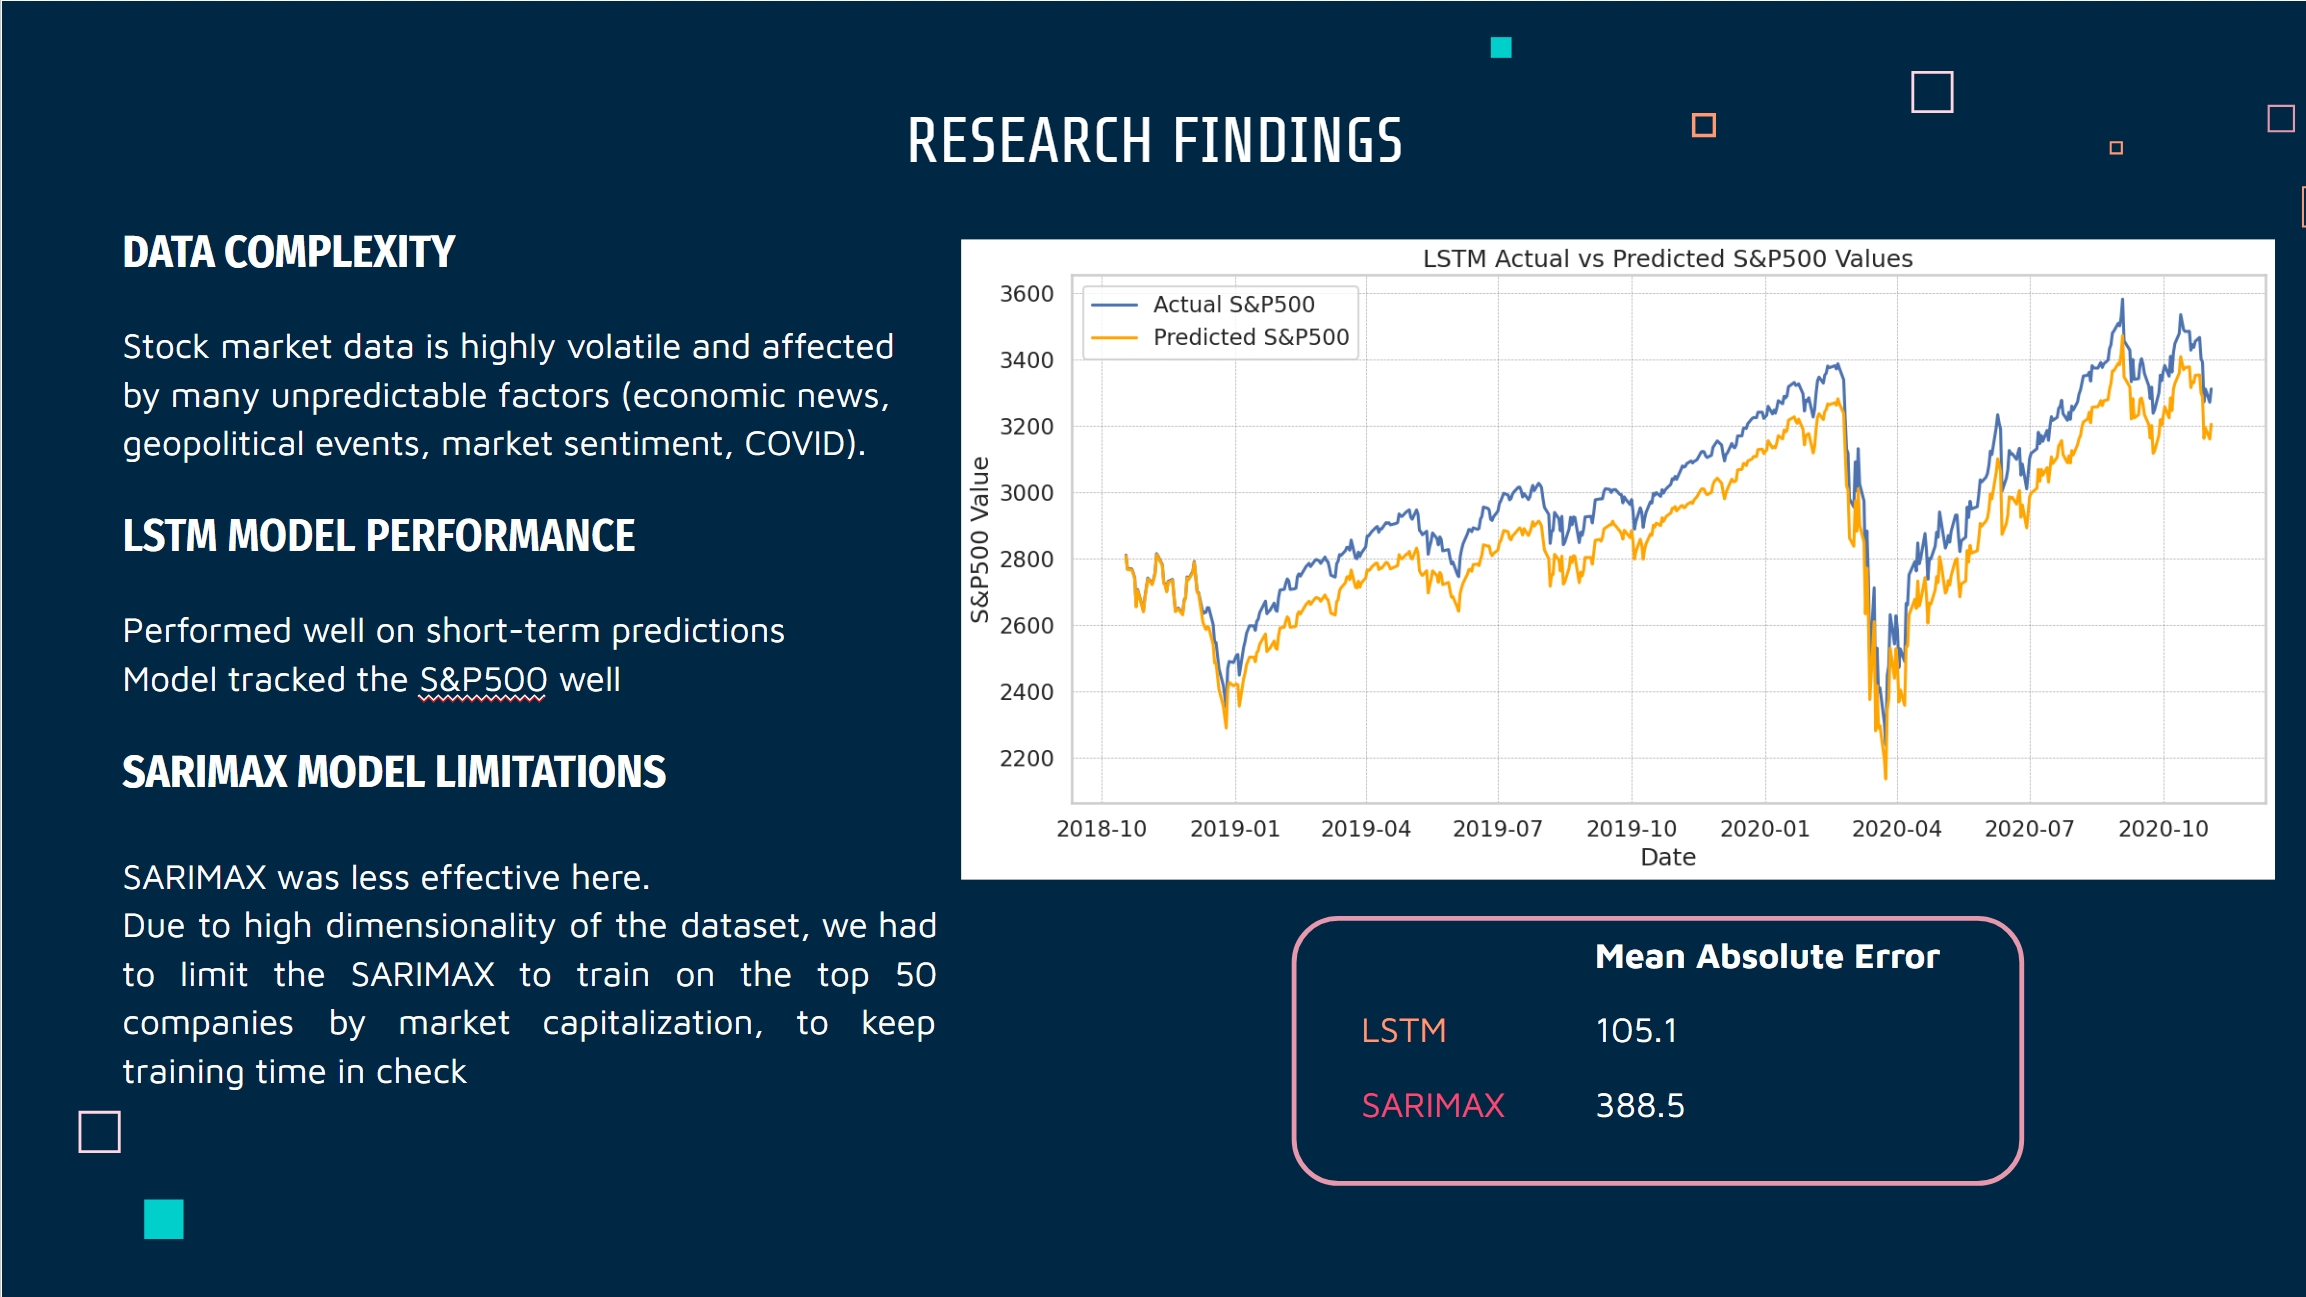 RESEARCH FINDINGS
DATA COMPLEXITY
Stock market data is highly volatile and affected
by many unpredictable factors (economic news,
geopolitical events, market sentiment, COVID).
LSTM MODEL PERFORMANCE
Performed well on short-term predictions
Model tracked the S&P500 well
SARIMAX MODEL LIMITATIONS
SARIMAX was less effective here.
Due to high dimensionality of the dataset, we had
to limit the SARIMAX to train on the top 50
companies by market capitalization, to keep
training time in check
LSTM Actual vs Predicted S&P500 Values
Actual S&P500
Predicted S&P500
S&P500 Value
3600
3400
3200
3000
2800
2600
2400
2200
2018-10 2019-01 2019-04 2019-07 2019-10 2020-01 2020-04 2020-07 2020-10
Date
Mean Absolute Error
LSTM 105.1
SARIMAX 388.5